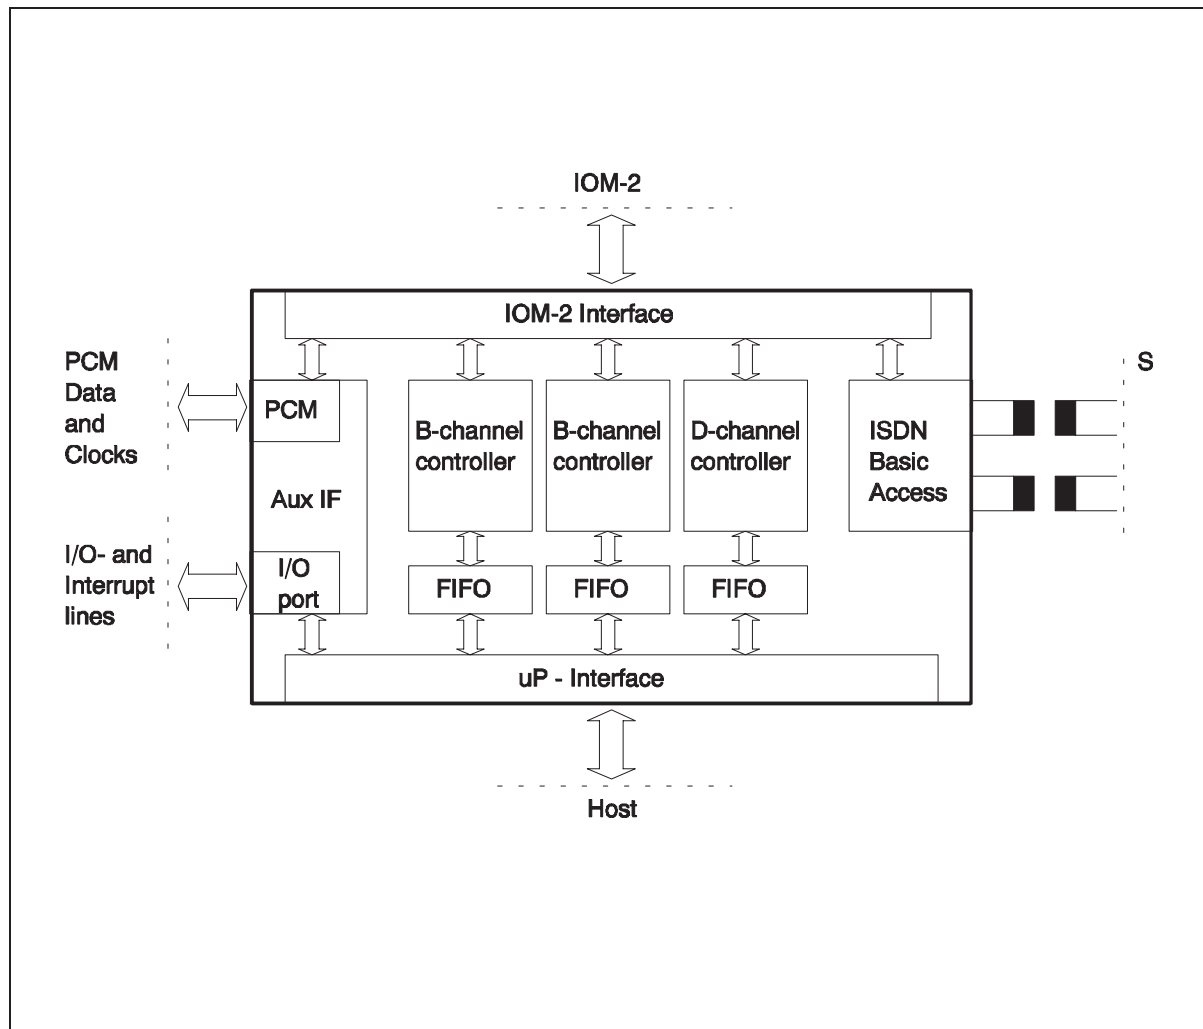 IOM-2
IOM-2 Interface
PCM
Data
and
Clocks
PCM
Aux IF
I/O
port
I/O- and
Interrupt
lines
B-channel
controller
B-channel
controller
D-channel
controller
ISDN
Basic
Access
S
FIFO
FIFO
FIFO
uP - Interface
Host